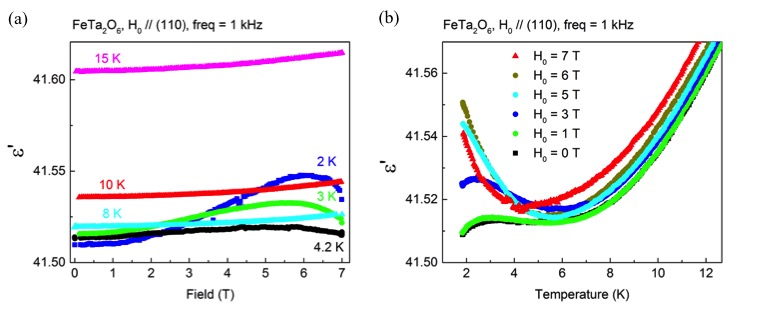 (a)
FeTa2O6, H0 // (110), freq = 1 kHz
15 K
41.60
ε'
2 K
41.55
10 K
3 K
8 K
4.2 K
41.50
0 1 2 3 4 5 6 7
Field (T)
(b)
FeTa2O6, H0 // (110), freq = 1 kHz
H0 = 7 T
41.56
H0 = 6 T
H0 = 5 T
H0 = 3 T
41.54
H0 = 1 T
H0 = 0 T
ε'
41.52
41.50
0 2 4 6 8 10 12
Temperature (K)